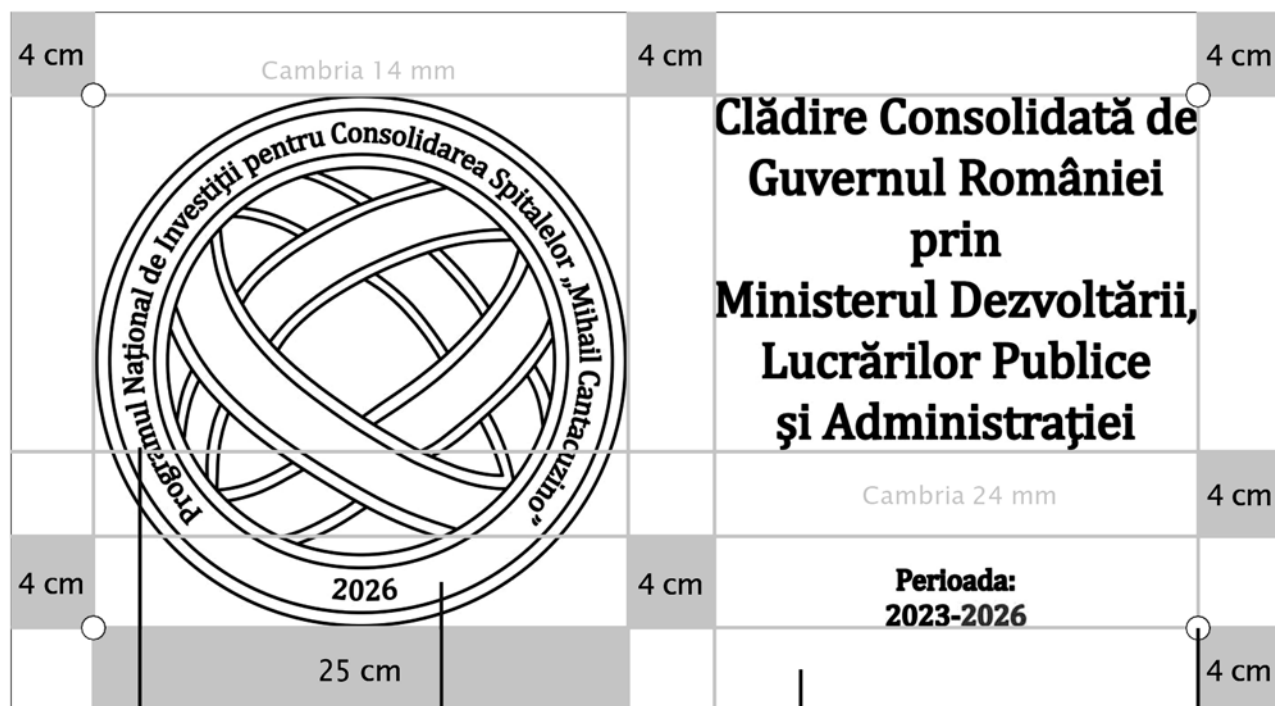 4 cm
4 cm
4 cm
Cambria 14 mm
Programul Naţional de Investiţii pentru Consolidarea Spitalelor „Mihail Cantacuzino”
2026
Clădire Consolidată de
Guvernul României
prin
Ministerul Dezvoltării,
Lucrărilor Publice
şi Administraţiei
Cambria 24 mm
4 cm
4 cm
4 cm
Perioada:
2023-2026
25 cm
4 cm